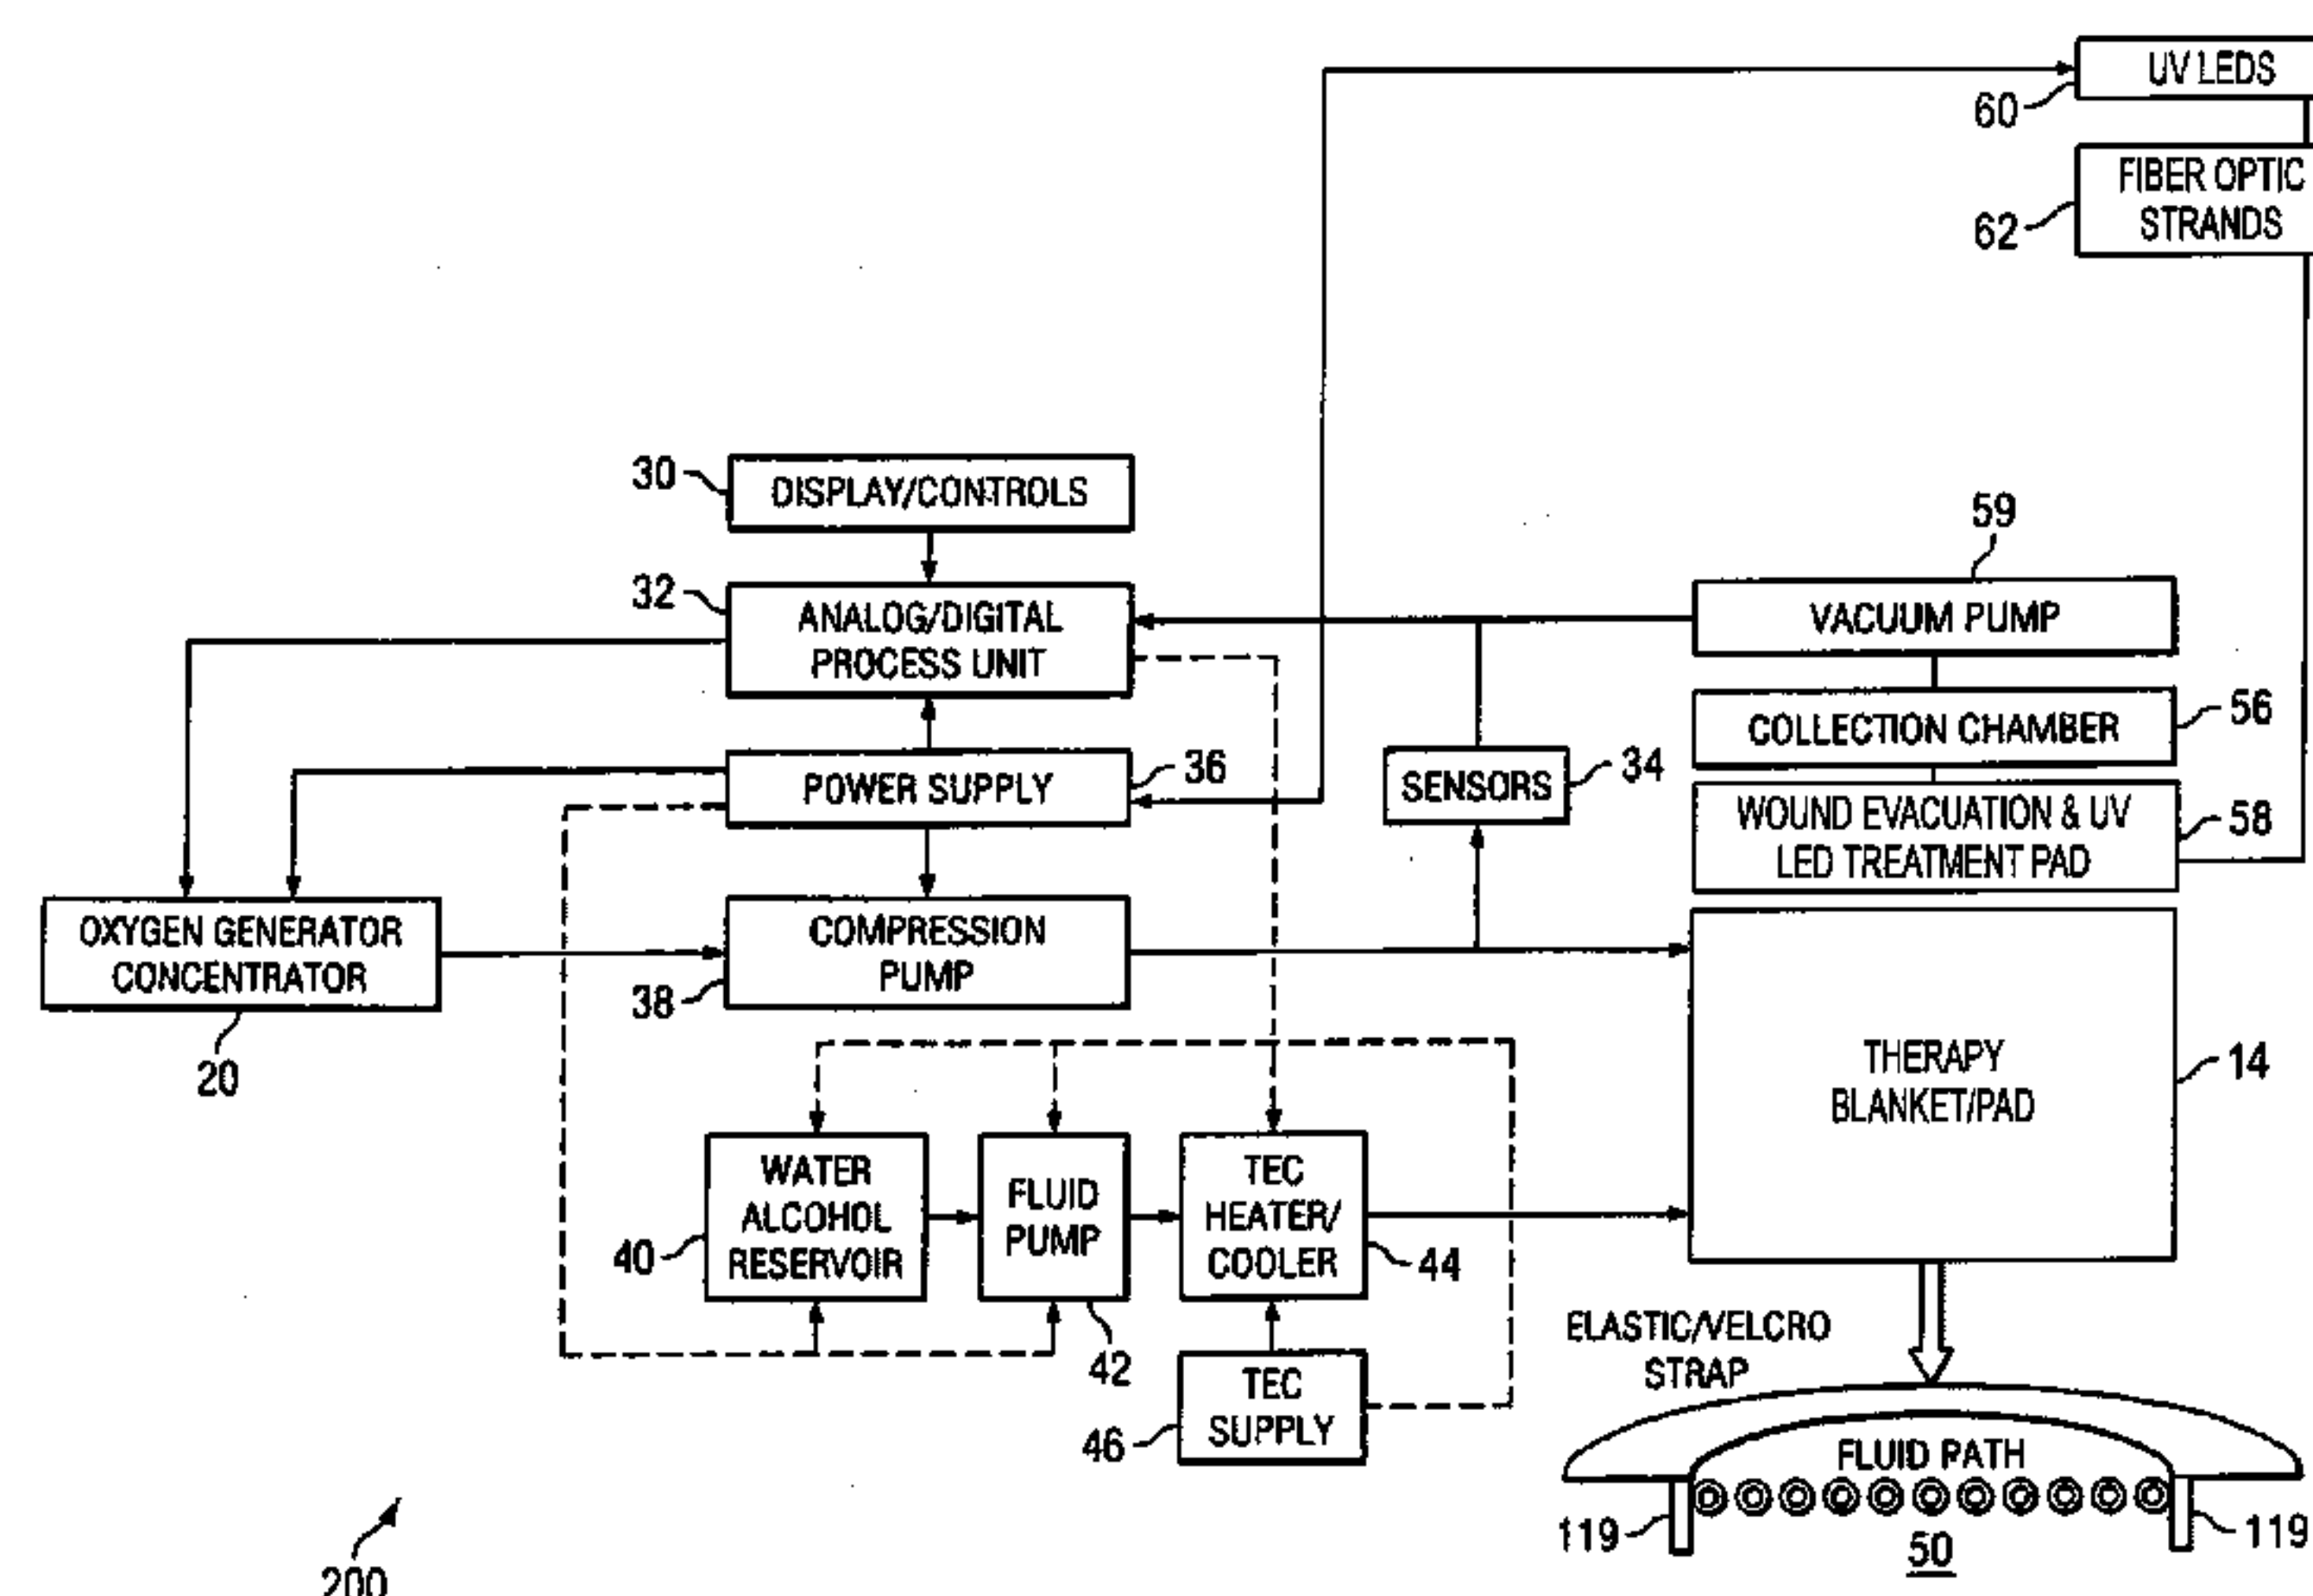 UV LEDS
60
FIBER OPTIC
STRANDS
62
30
DISPLAY/CONTROLS
59
32
ANALOG/DIGITAL
PROCESS UNIT
VACUUM PUMP
COLLECTION CHAMBER
56
POWER SUPPLY
36
SENSORS
34
WOUND EVACUATION & UV
LED TREATMENT PAD
58
OXYGEN GENERATOR
CONCENTRATOR
20
COMPRESSION
PUMP
38
THERAPY
BLANKET/PAD
14
WATER
ALCOHOL
RESERVOIR
40
FLUID
PUMP
42
TEC
HEATER/
COOLER
44
TEC
SUPPLY
46
ELASTIC/VELCRO
STRAP
FLUID PATH
119
119
50
200